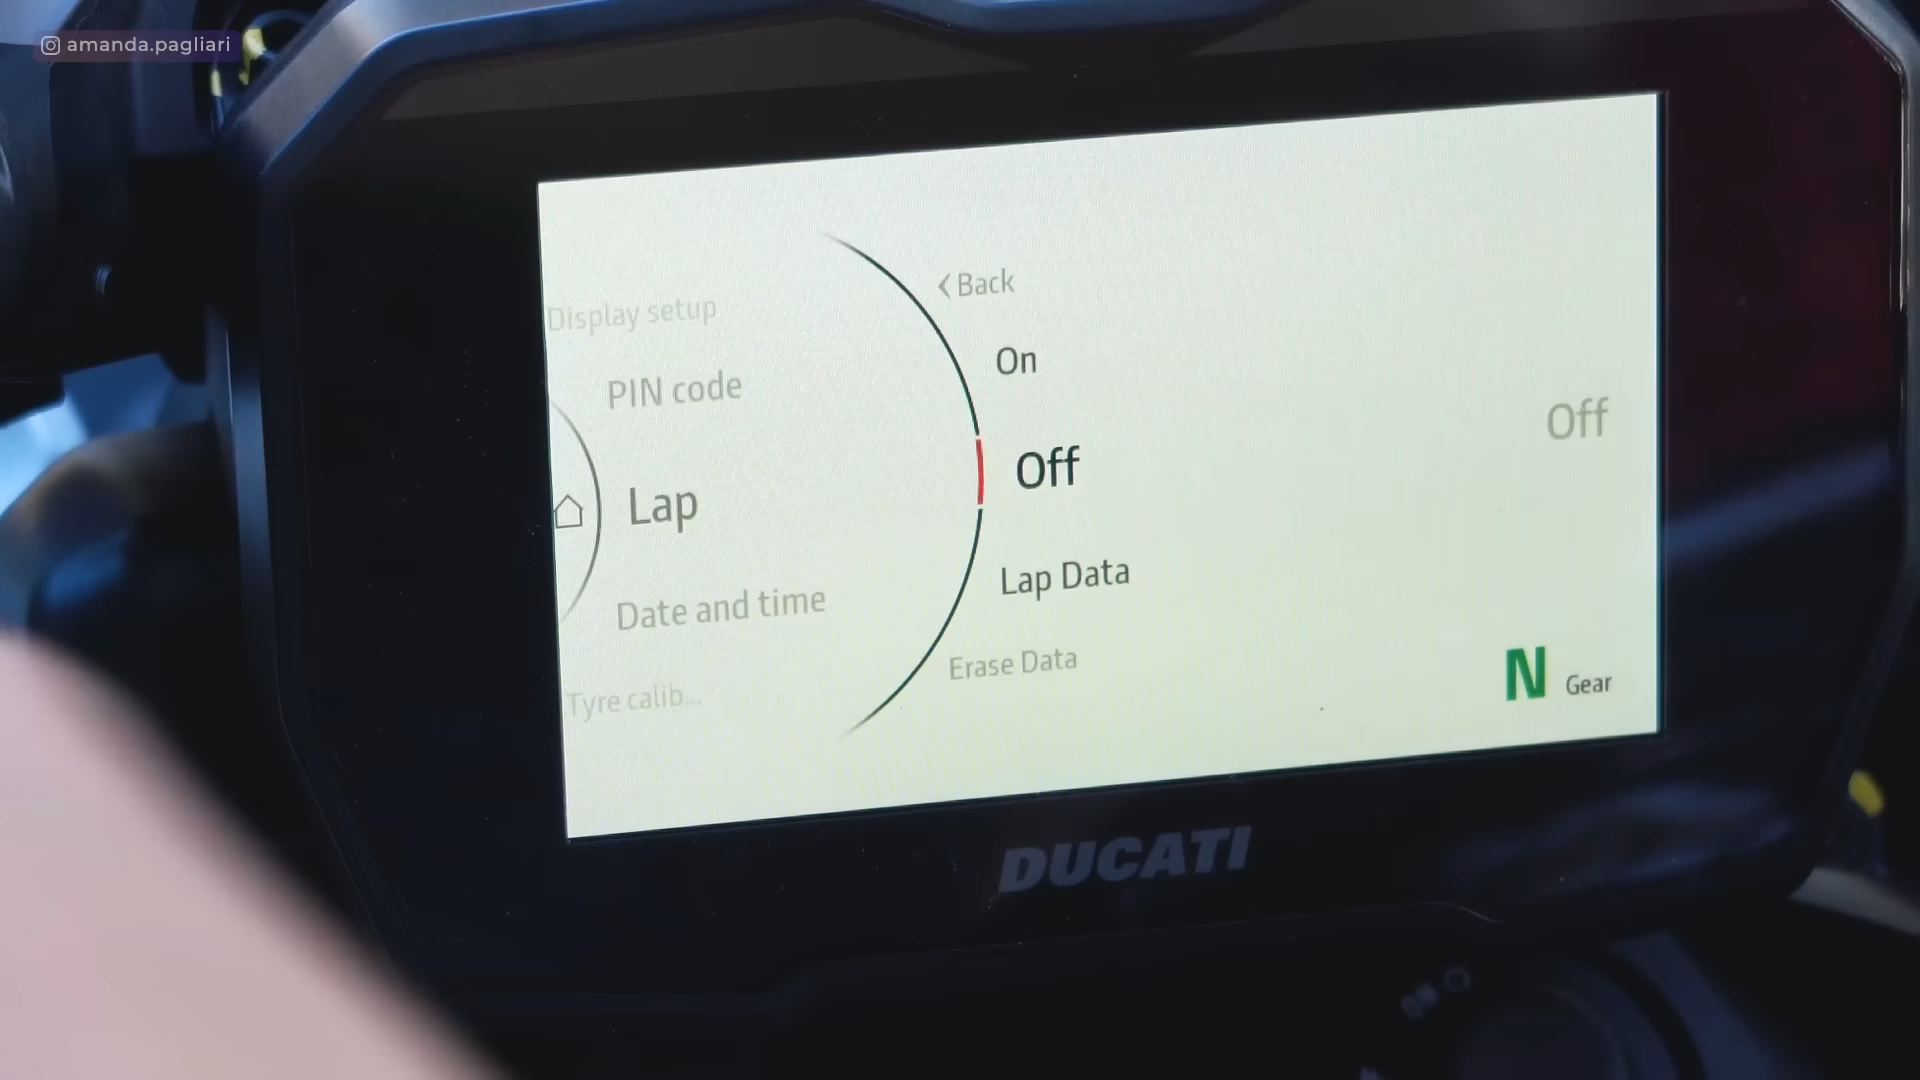 amanda.pagliari
Display setup
PIN code
Lap
Date and time
Tyre calib...
Back
On
Off
Lap Data
Erase Data
Off
N Gear
DUCATI
ON